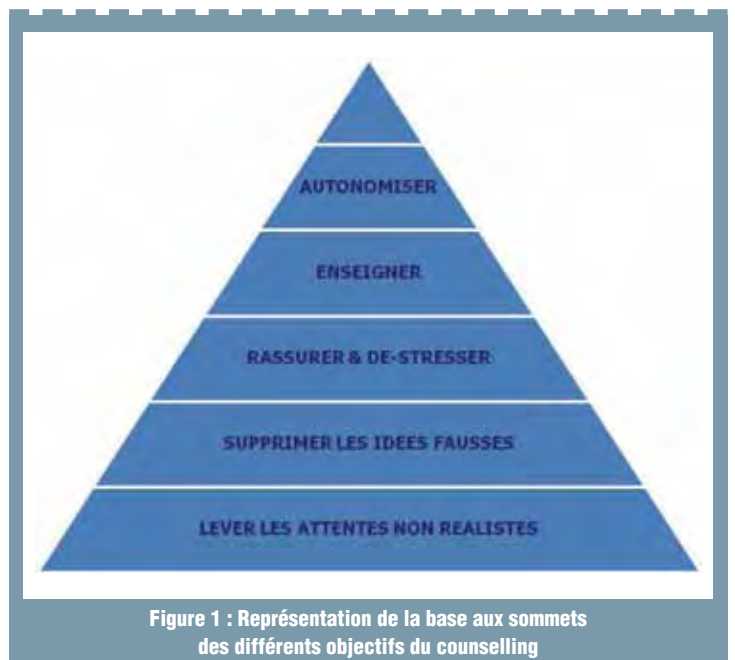 AUTONOMISER
ENSEIGNER
RASSURER & DE-STRESSER
SUPPRIMER LES IDEES FAUSSES
LEVER LES ATTENTES NON REALISTES
Figure 1 : Représentation de la base aux sommets
des différents objectifs du counselling